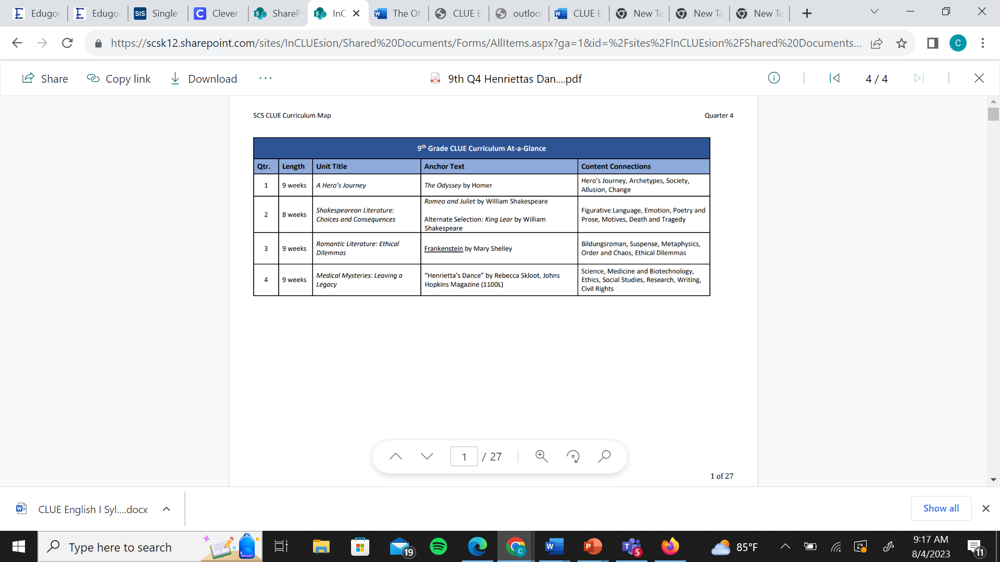 Edugo
Edugo
SIS Single
Clever
ShareP
InC
The Ot
CLUE E
outloo
CLUE E
New Ta
New Ta
New Ta
https://scsk12.sharepoint.com/sites/InCLUEsion/Shared%20Documents/Forms/AllItems.aspx?ga=1&id=%2Fsites%2FInCLUEsion%2FShared%20Documents...
C
Share
Copy link
Download
...
9th Q4 Henriettas Dan....pdf
4 / 4
SCS CLUE Curriculum Map
Quarter 4
9th Grade CLUE Curriculum At-a-Glance
Qtr. Length Unit Title Anchor Text Content Connections
1 9 weeks A Hero's Journey The Odyssey by Homer
Hero's Journey, Archetypes, Society,
Allusion, Change
2 8 weeks
Shakespearean Literature:
Choices and Consequences
Romeo and Juliet by William Shakespeare
Alternate Selection: King Lear by William
Shakespeare
Figurative Language, Emotion, Poetry and
Prose, Motives, Death and Tragedy
3 9 weeks
Romantic Literature: Ethical
Dilemmas
Frankenstein by Mary Shelley
Bildungsroman, Suspense, Metaphysics,
Order and Chaos, Ethical Dilemmas
4 9 weeks
Medical Mysteries: Leaving a
Legacy
“Henrietta's Dance” by Rebecca Skloot, Johns
Hopkins Magazine (1100L)
Science, Medicine and Biotechnology,
Ethics, Social Studies, Research, Writing,
Civil Rights
1 / 27
1 of 27
CLUE English I Syl....docx
Show all
Type here to search
19
5
85°F
9:17 AM
8/4/2023
11